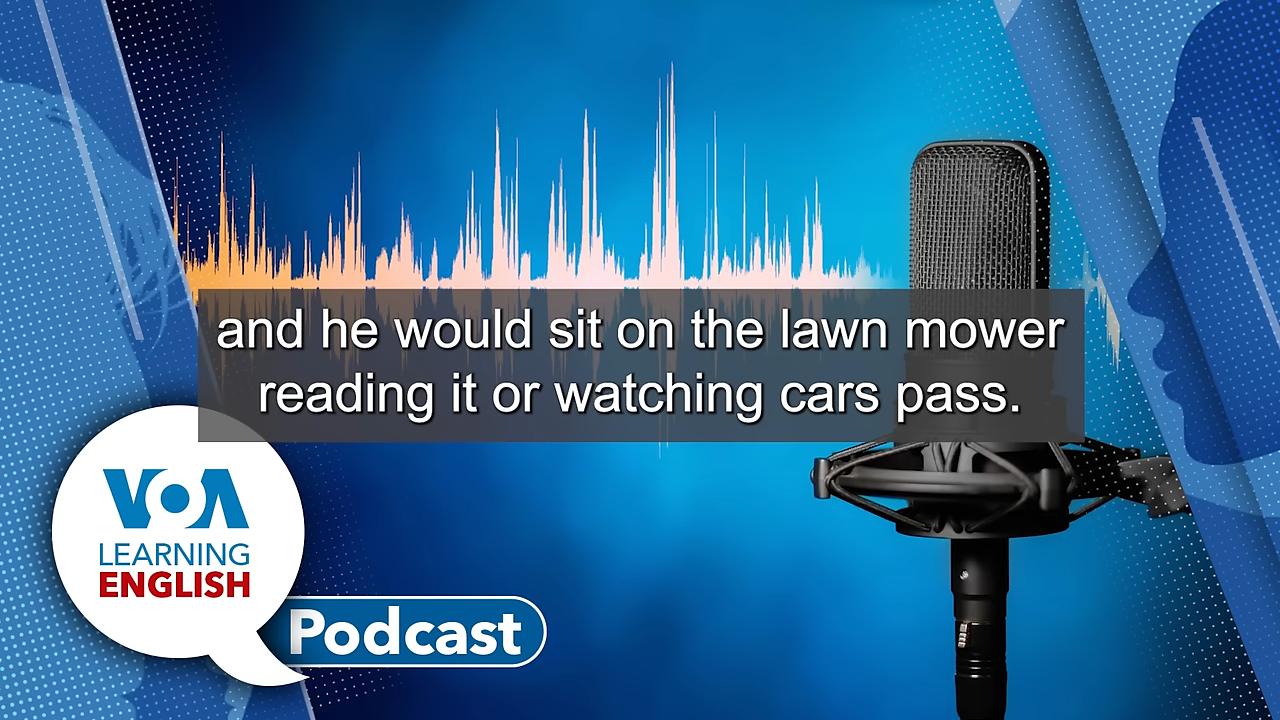 and he would sit on the lawn mower
reading it or watching cars pass.
VOA
LEARNING
ENGLISH
Podcast